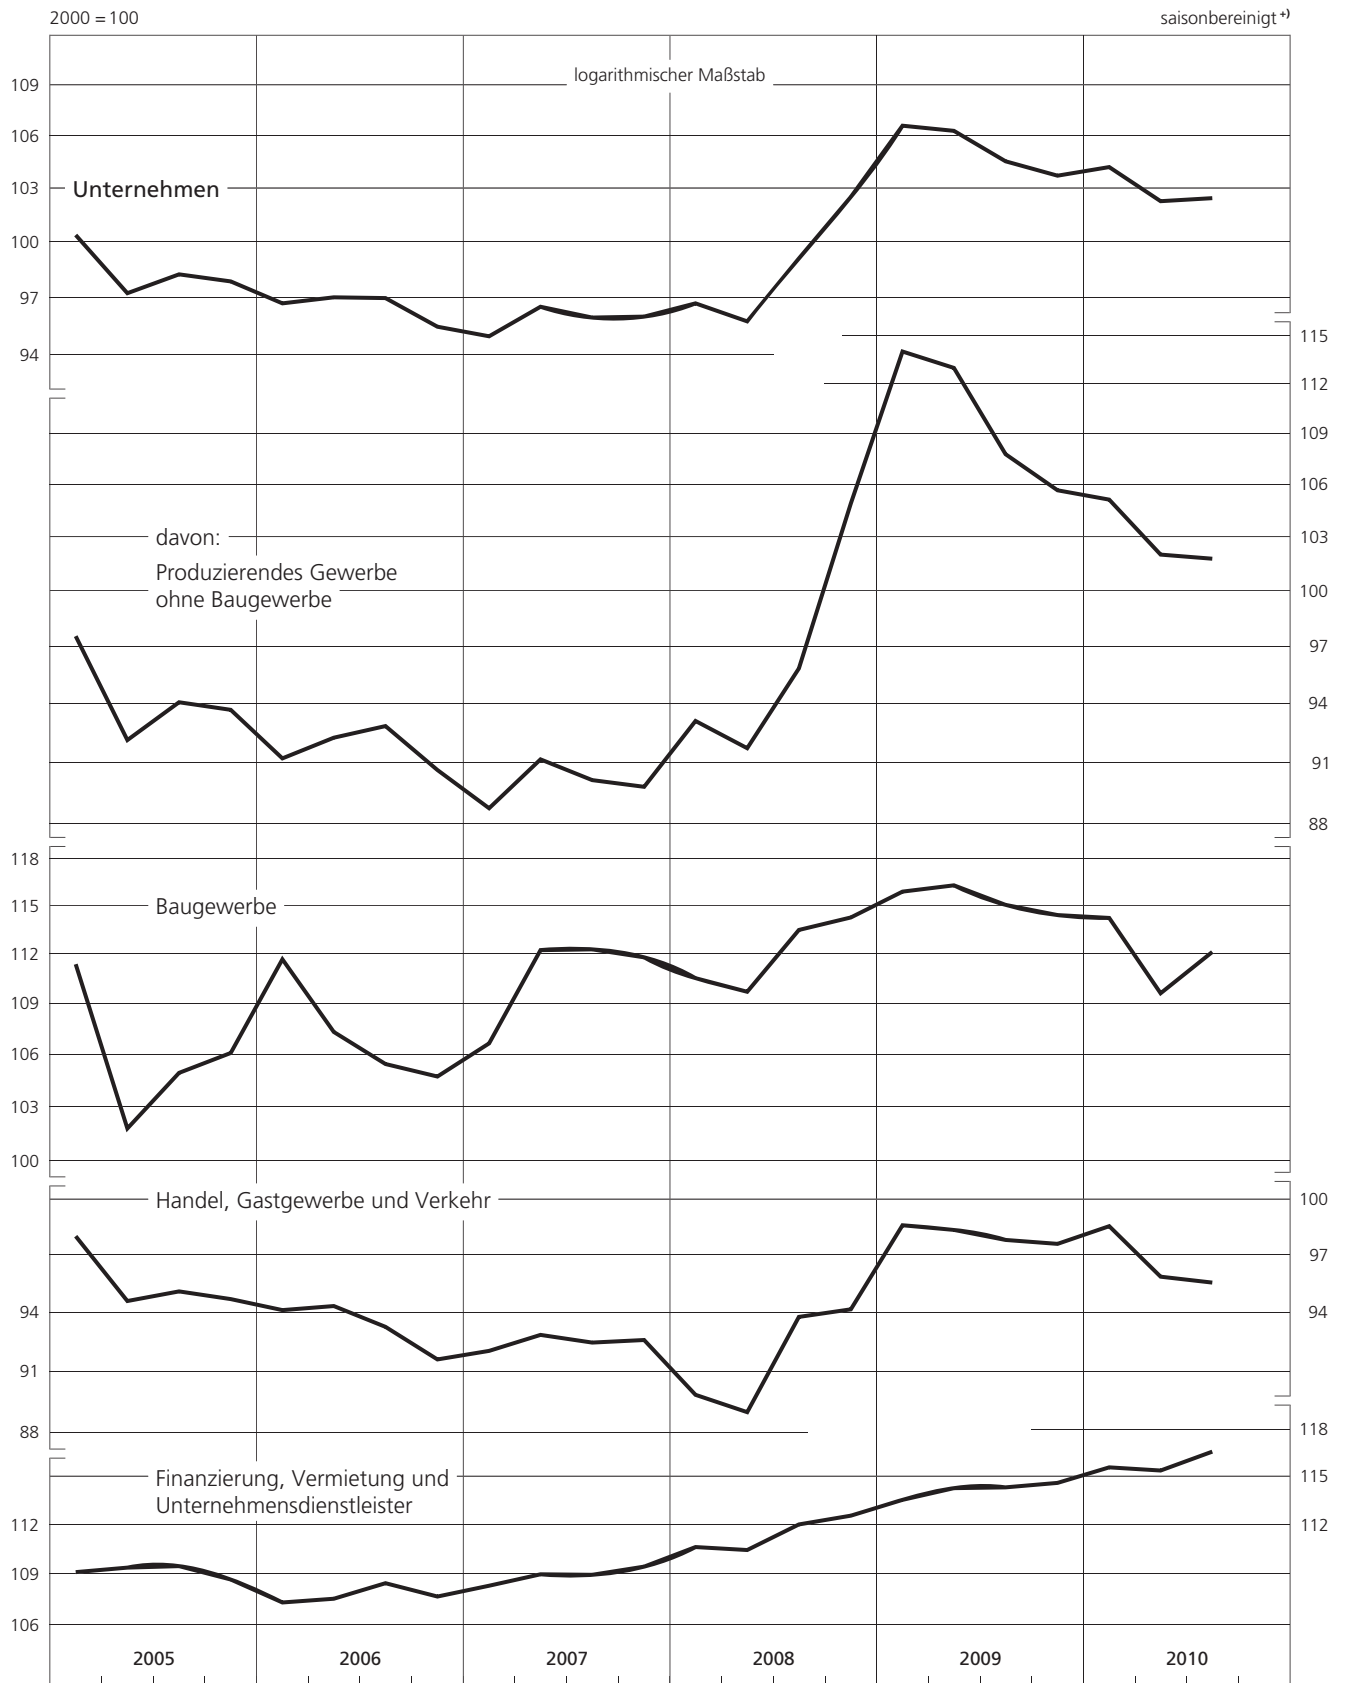 2000 = 100
saisonbereinigt +)
logarithmischer Maßstab
109
106
103
Unternehmen
100
97
94
115
112
109
106
davon:
103
Produzierendes Gewerbe
ohne Baugewerbe
100
97
94
91
88
118
115
Baugewerbe
112
109
106
103
100
Handel, Gastgewerbe und Verkehr
100
97
94
94
91
88
118
Finanzierung, Vermietung und
115
Unternehmensdienstleister
112
112
109
106
2005 2006 2007 2008 2009 2010